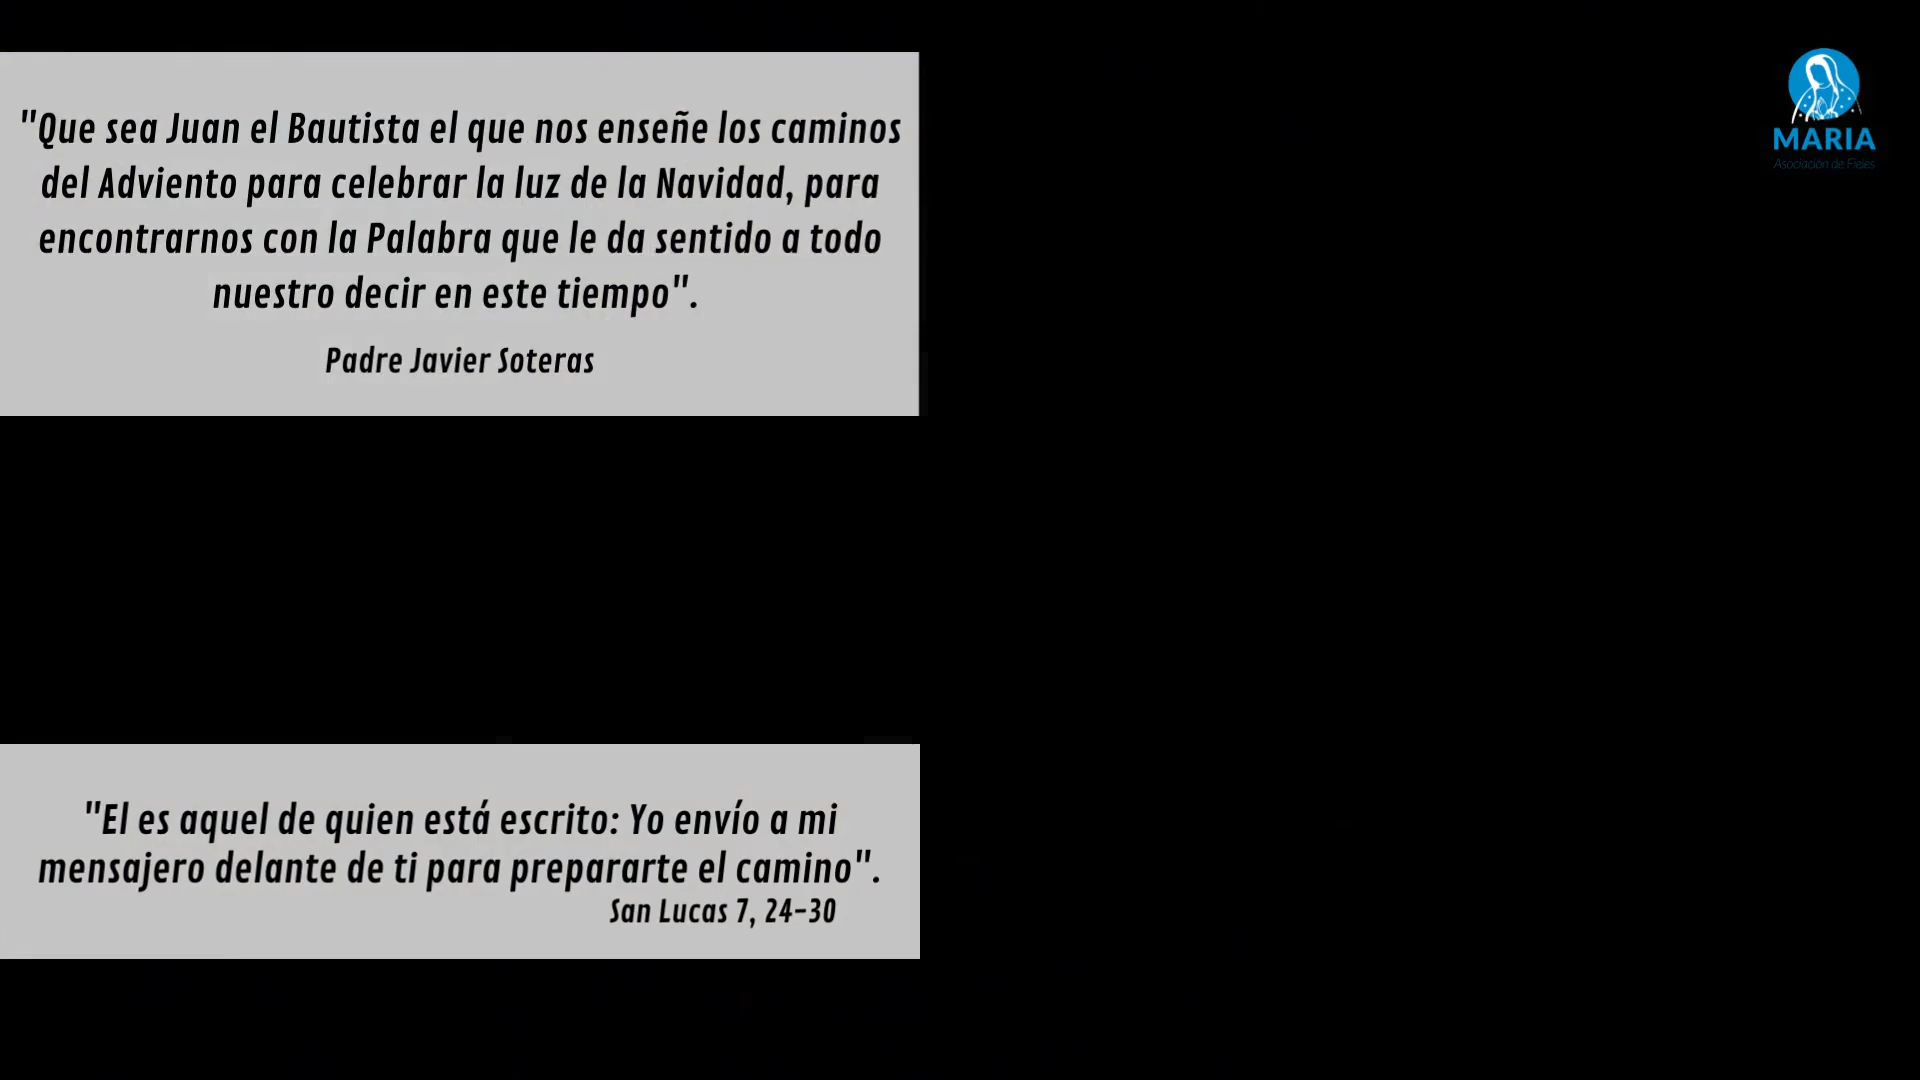 "Que sea Juan el Bautista el que nos enseñe los caminos
del Adviento para celebrar la luz de la Navidad, para
encontrarnos con la Palabra que le da sentido a todo
nuestro decir en este tiempo".
Padre Javier Soteras
MARIA
Asociación de Fieles
"El es aquel de quien está escrito: Yo envío a mi
mensajero delante de ti para prepararte el camino".
San Lucas 7, 24-30